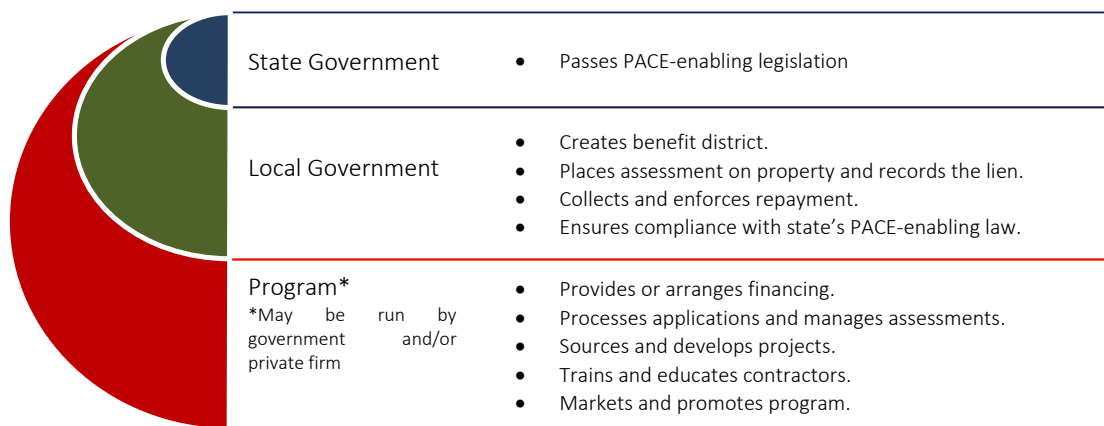 State Government
• Passes PACE-enabling legislation
Local Government
• Creates benefit district.
• Places assessment on property and records the lien.
• Collects and enforces repayment.
• Ensures compliance with state’s PACE-enabling law.
Program*
*May be run by
government and/or
private firm
• Provides or arranges financing.
• Processes applications and manages assessments.
• Sources and develops projects.
• Trains and educates contractors.
• Markets and promotes program.